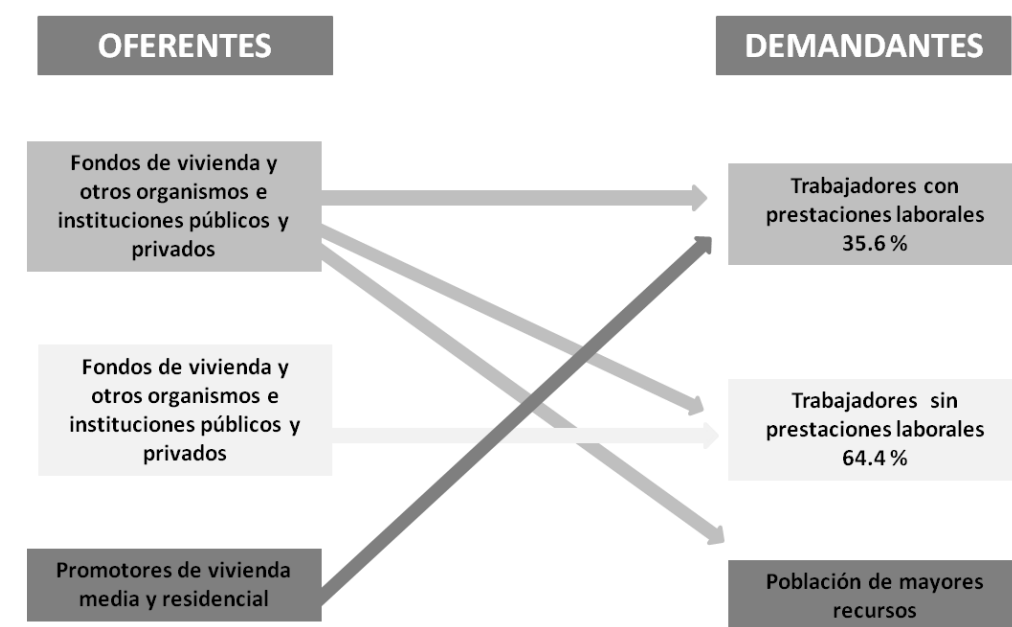 OFERENTES
DEMANDANTES
Fondos de vivienda y
otros organismos e
instituciones públicos y
privados
Trabajadores con
prestaciones laborales
35.6 %
Fondos de vivienda y
otros organismos e
instituciones públicos y
privados
Trabajadores sin
prestaciones laborales
64.4 %
Promotores de vivienda
media y residencial
Población de mayores
recursos